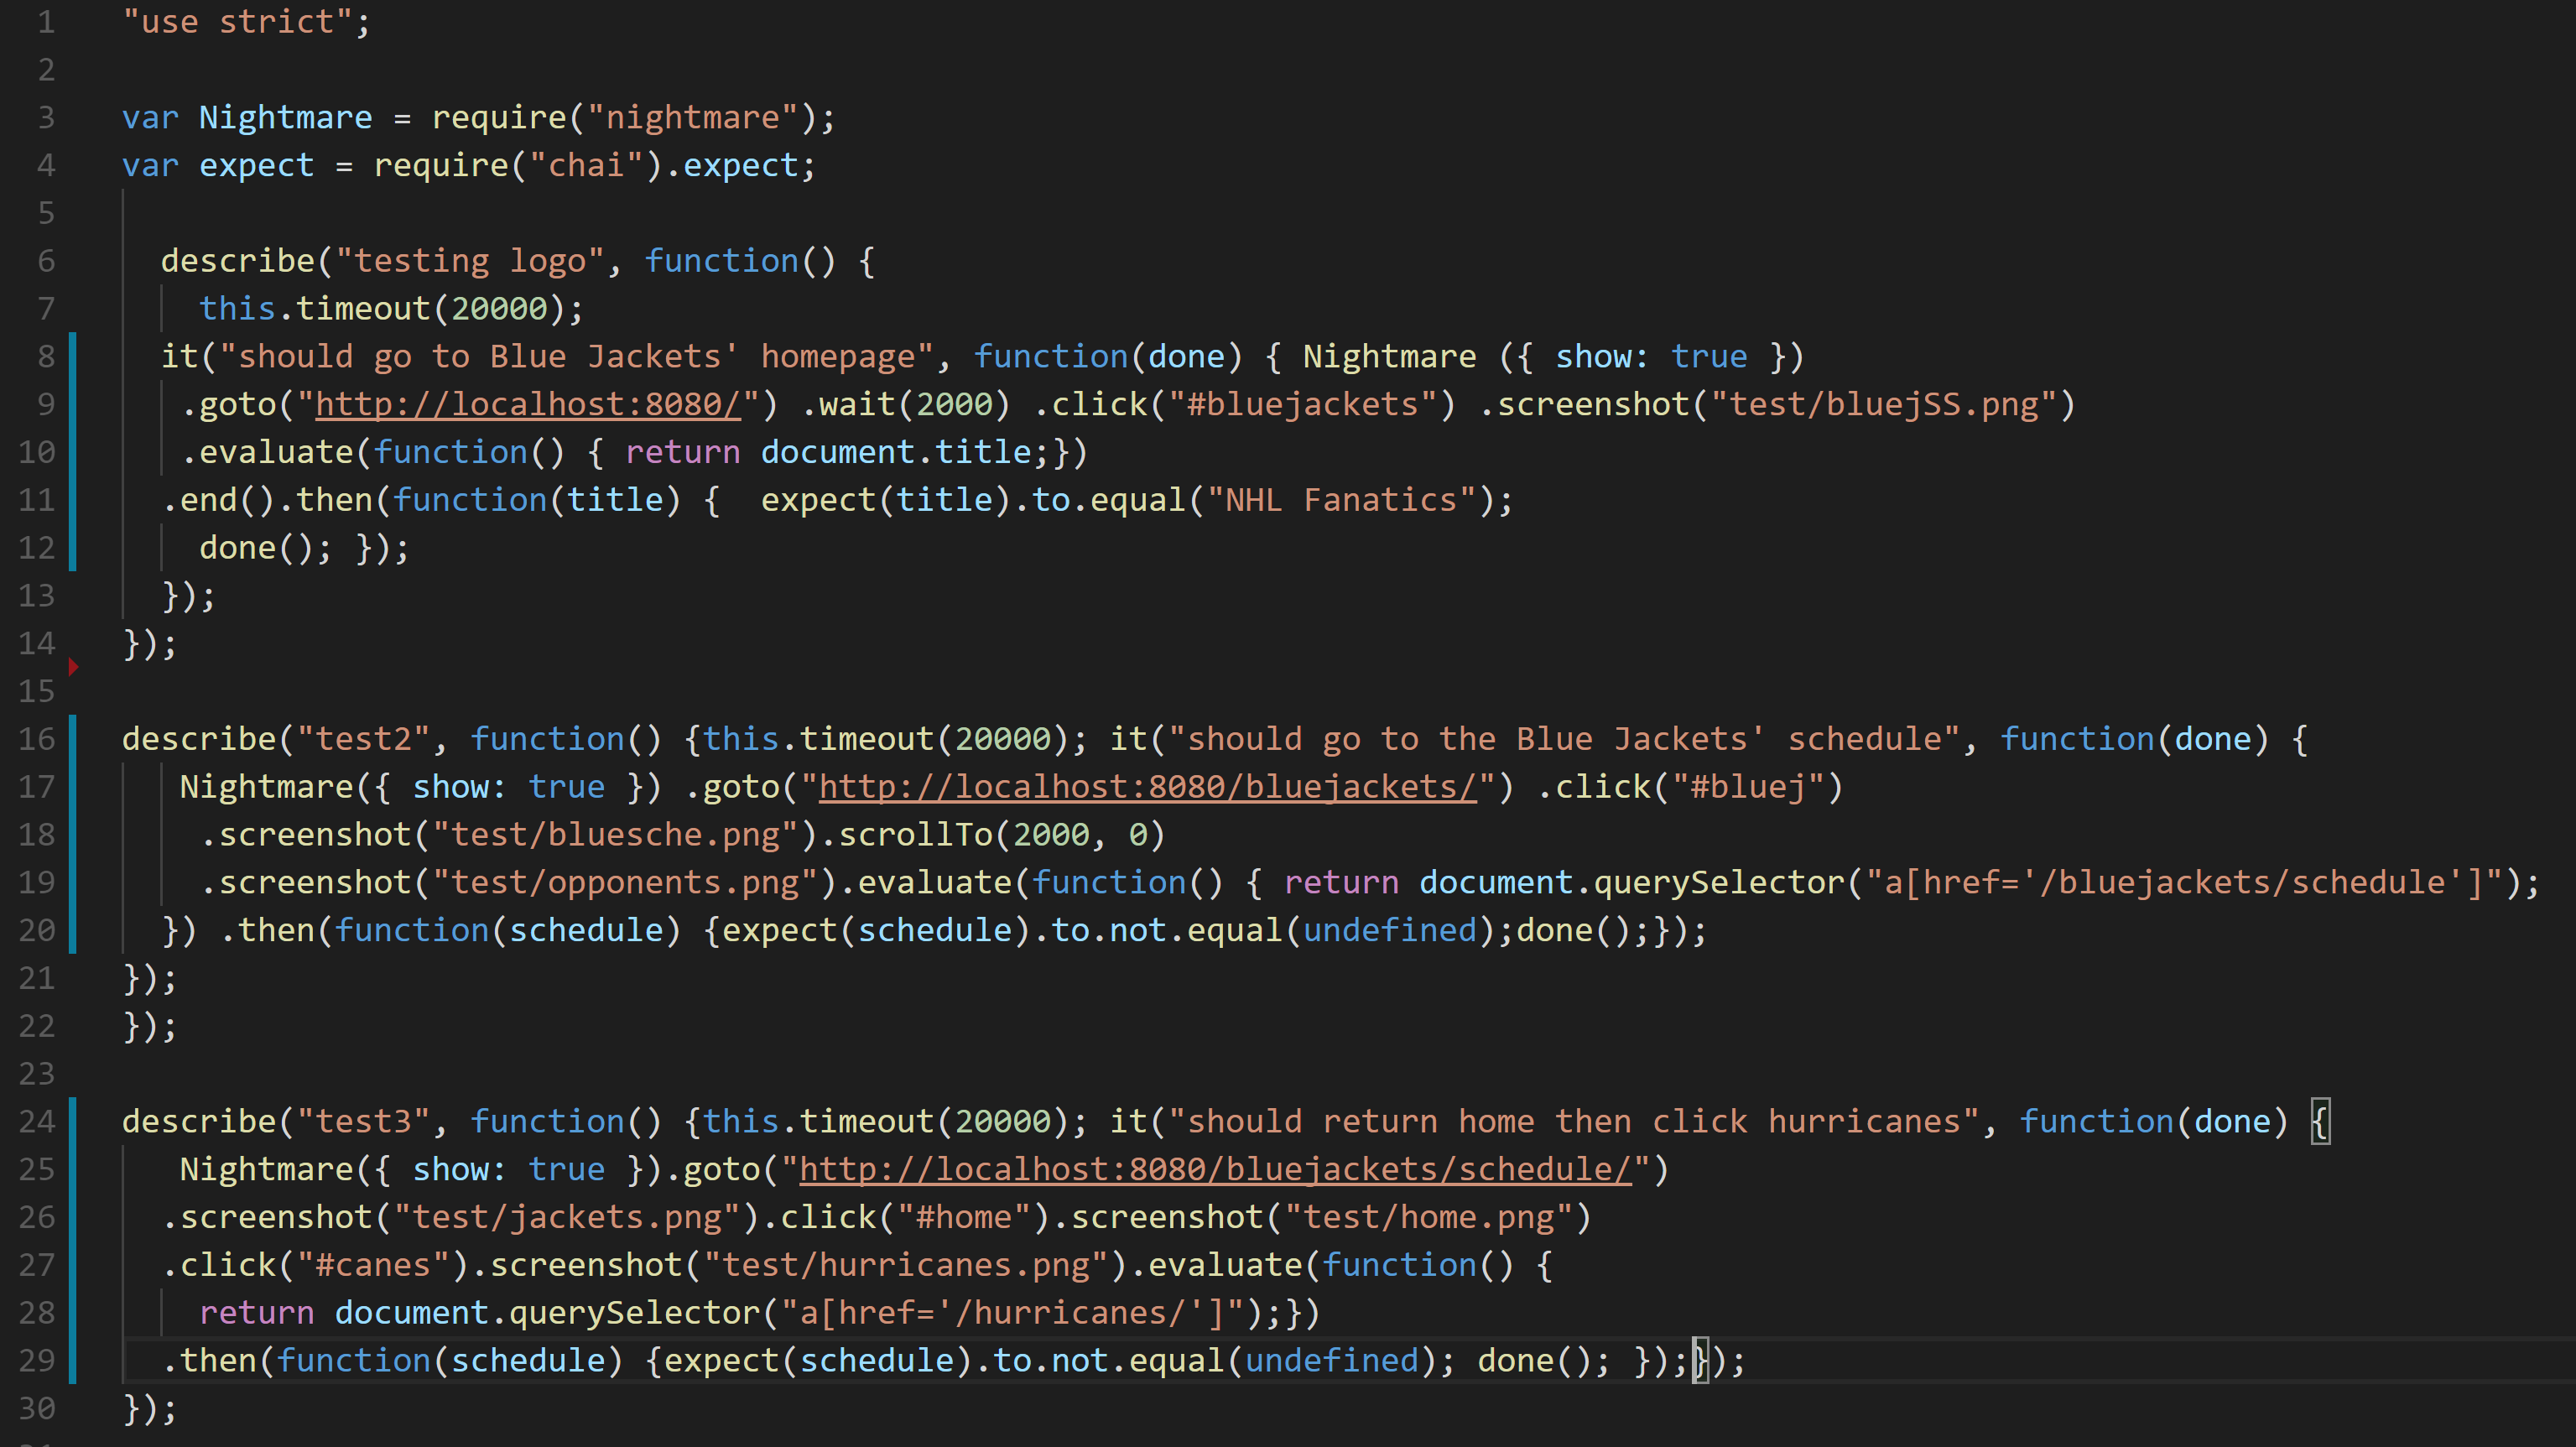 1 "use strict";
2
3 var Nightmare = require("nightmare");
4 var expect = require("chai").expect;
5
6 describe("testing logo", function() {
7 this.timeout(20000);
8 it("should go to Blue Jackets' homepage", function(done) { Nightmare ({ show: true })
9 .goto("http://localhost:8080/") .wait(2000) .click("#bluejackets") .screenshot("test/bluejSS.png")
10 .evaluate(function() { return document.title;})
11 .end().then(function(title) {  expect(title).to.equal("NHL Fanatics");
12 done(); });
13 });
14 });
15
16 describe("test2", function() {this.timeout(20000); it("should go to the Blue Jackets' schedule", function(done) {
17 Nightmare({ show: true }) .goto("http://localhost:8080/bluejackets/") .click("#bluej")
18 .screenshot("test/bluesche.png").scrollTo(2000, 0)
19 .screenshot("test/opponents.png").evaluate(function() { return document.querySelector("a[href='/bluejackets/schedule']");
20 }) .then(function(schedule) {expect(schedule).to.not.equal(undefined);done();});
21 });
22 });
23
24 describe("test3", function() {this.timeout(20000); it("should return home then click hurricanes", function(done) {
25 Nightmare({ show: true }).goto("http://localhost:8080/bluejackets/schedule/")
26 .screenshot("test/jackets.png").click("#home").screenshot("test/home.png")
27 .click("#canes").screenshot("test/hurricanes.png").evaluate(function() {
28 return document.querySelector("a[href='/hurricanes/']");})
29 .then(function(schedule) {expect(schedule).to.not.equal(undefined); done(); });});
30 });